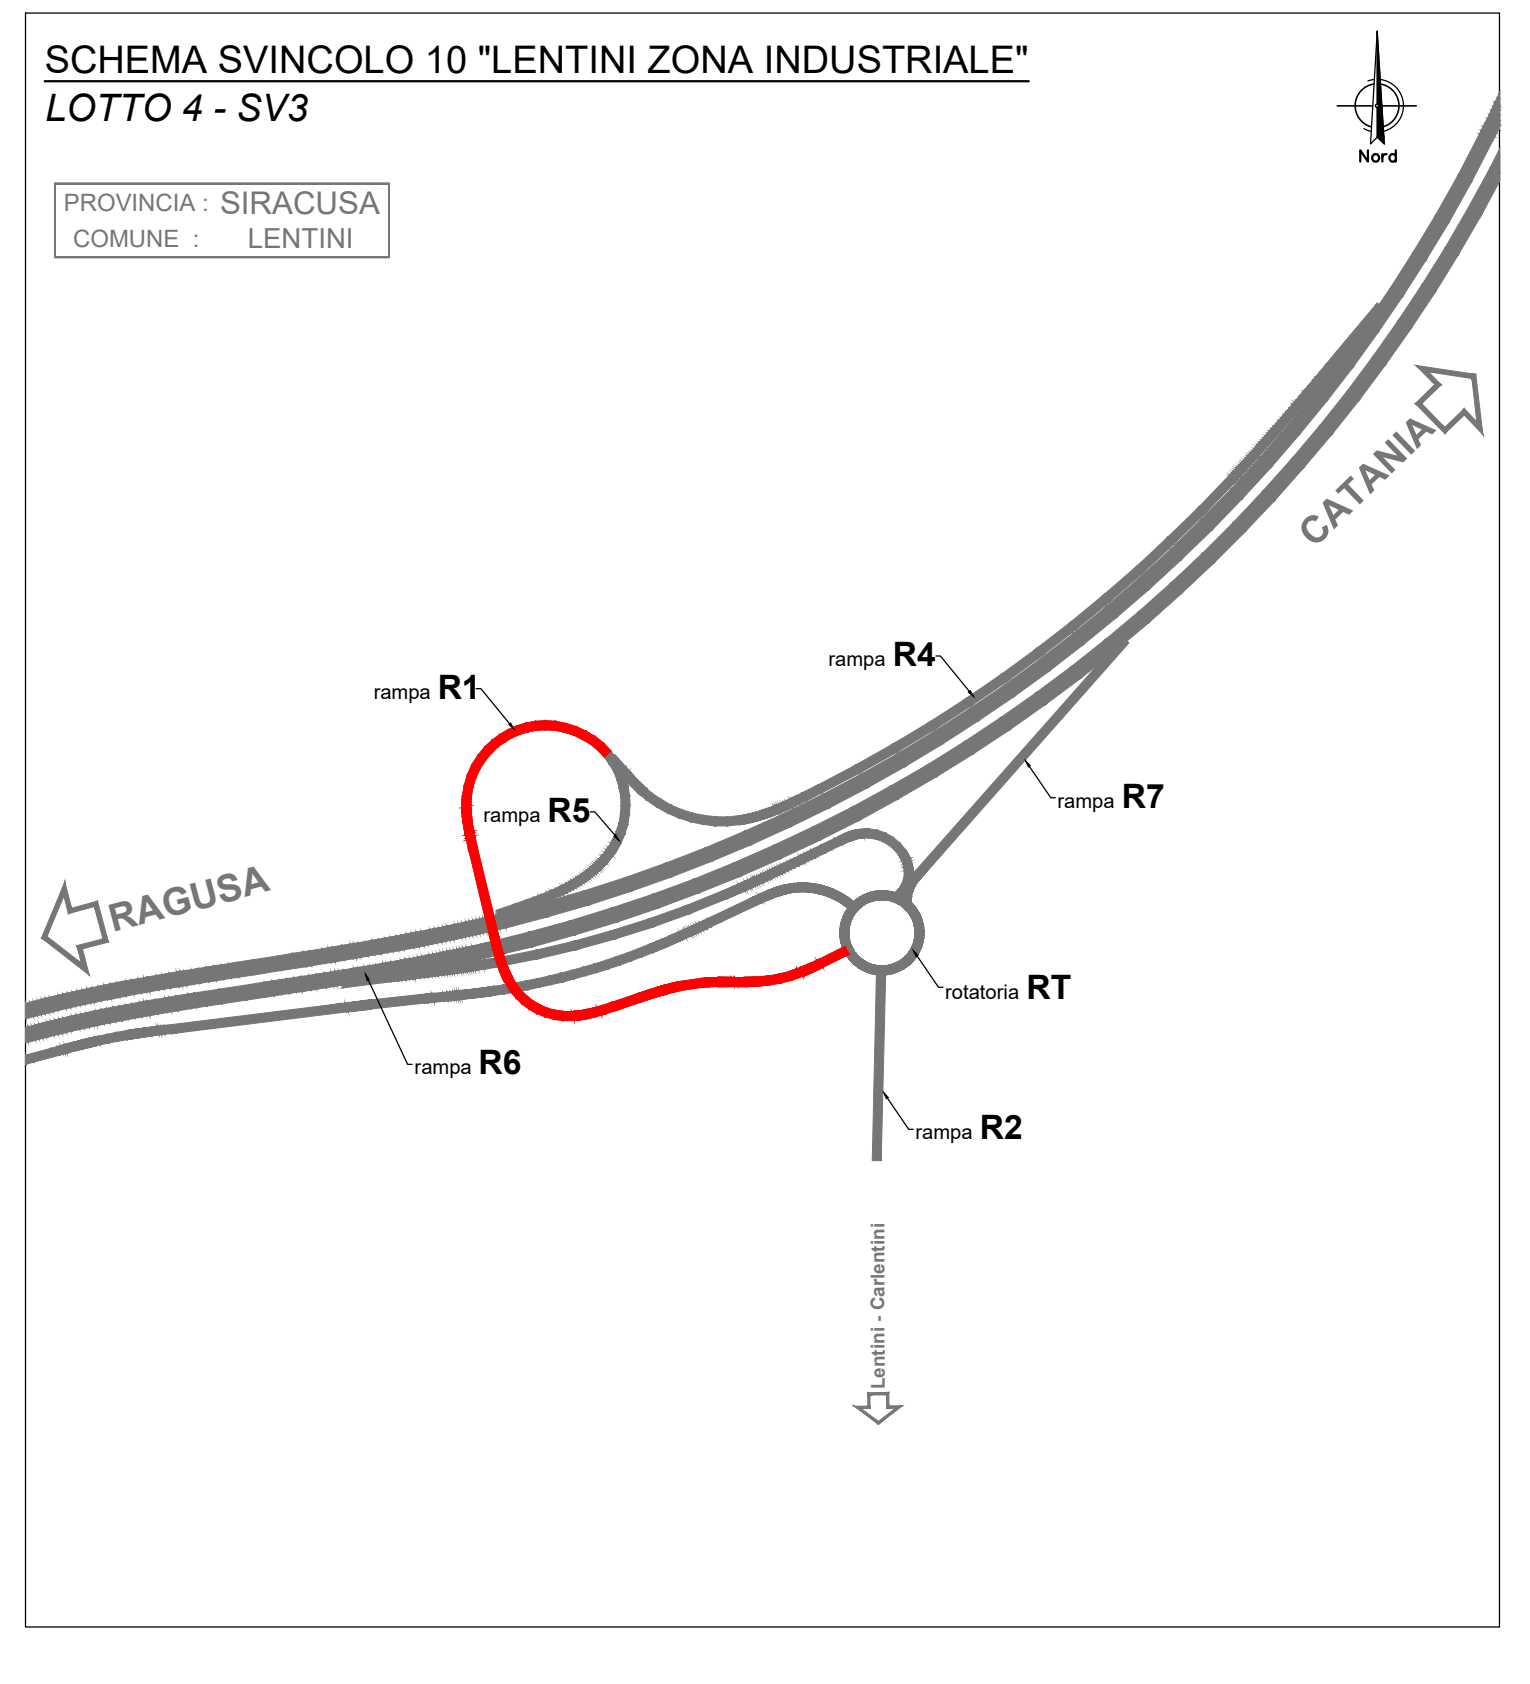 SCHEMA SVINCOLO 10 "LENTINI ZONA INDUSTRIALE"
LOTTO 4 - SV3
Nord
PROVINCIA : SIRACUSA
COMUNE : LENTINI
CATANIA
rampa R4
rampa R1
rampa R7
rampa R5
RAGUSA
rotatoria RT
rampa R6
rampa R2
Lentini - Carlentini